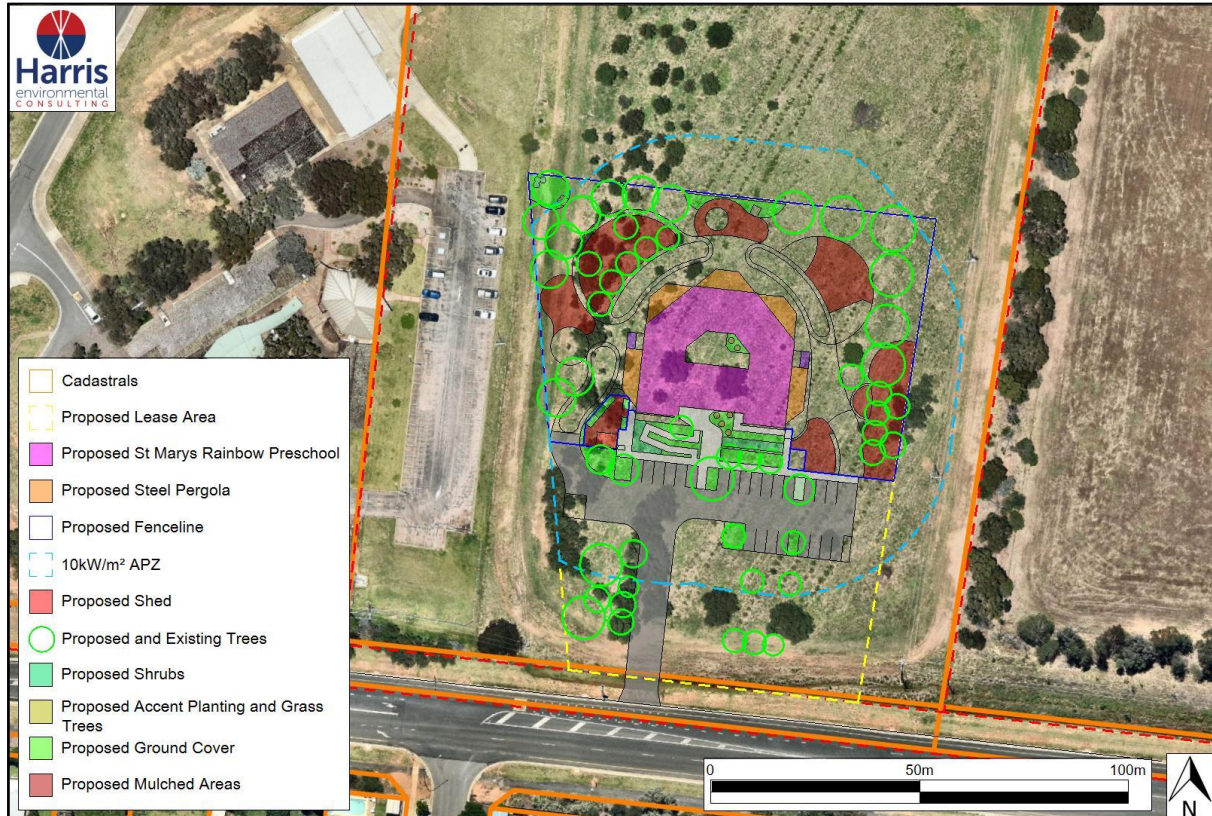 Harris
environmental
CONSULTING
Cadastrals
Proposed Lease Area
Proposed St Marys Rainbow Preschool
Proposed Steel Pergola
Proposed Fenceline
10kW/m² APZ
Proposed Shed
Proposed and Existing Trees
Proposed Shrubs
Proposed Accent Planting and Grass
Trees
Proposed Ground Cover
Proposed Mulched Areas
0 50m 100m
N